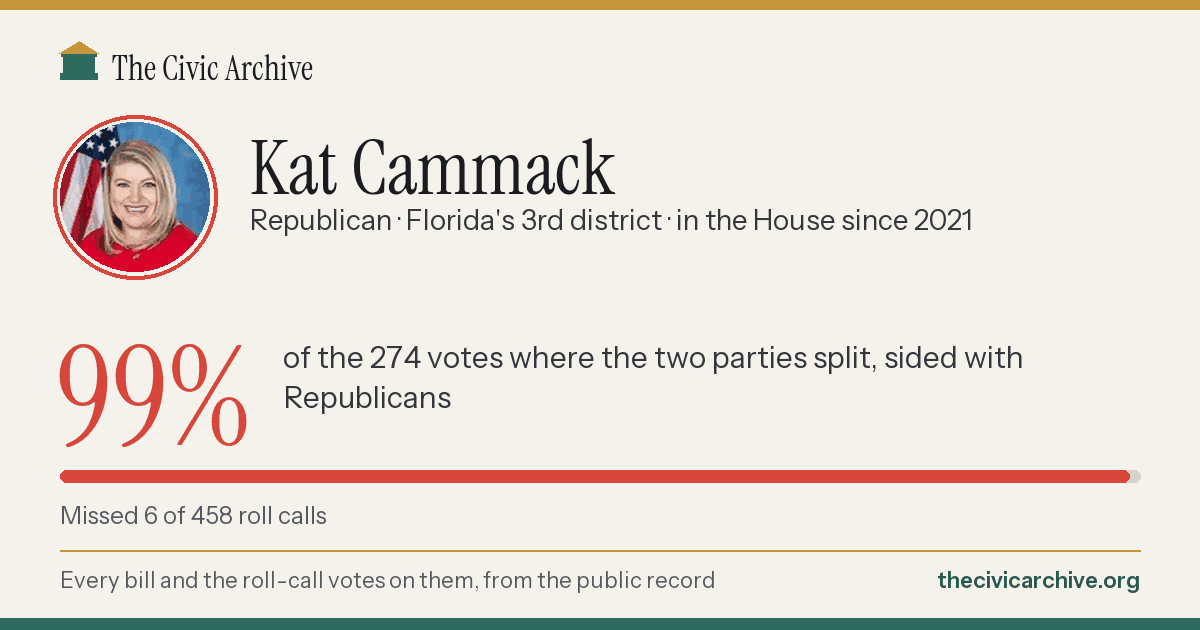 The Civic Archive
Kat Cammack
Republican · Florida's 3rd district · in the House since 2021
99%
of the 274 votes where the two parties split, sided with
Republicans
Missed 6 of 458 roll calls
Every bill and the roll-call votes on them, from the public record
thecivicarchive.org